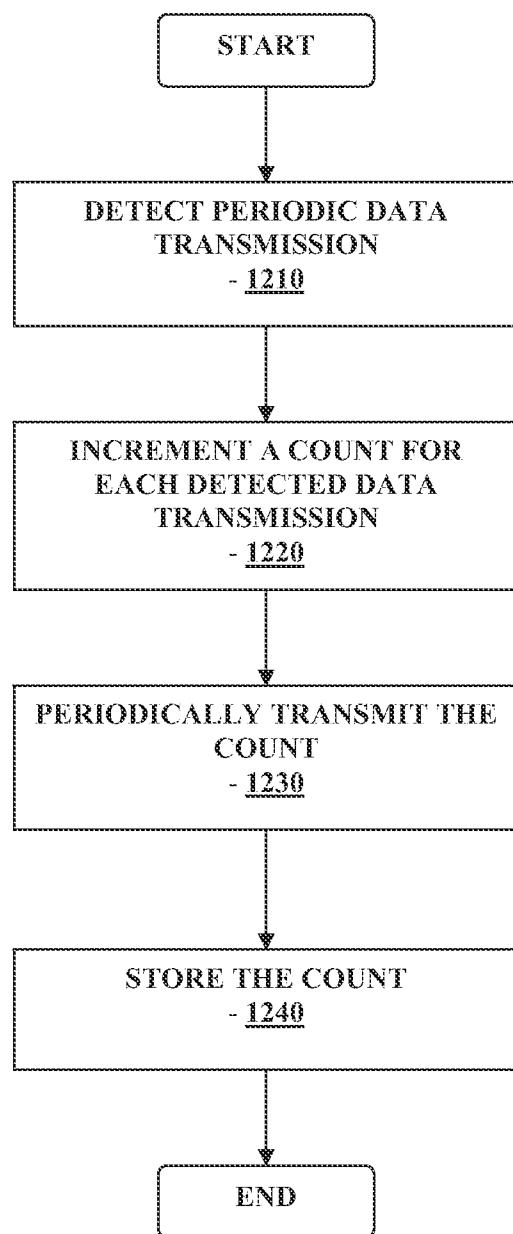 START
DETECT PERIODIC DATA
TRANSMISSION
- 1210
INCREMENT A COUNT FOR
EACH DETECTED DATA
TRANSMISSION
- 1220
PERIODICALLY TRANSMIT THE
COUNT
- 1230
STORE THE COUNT
- 1240
END